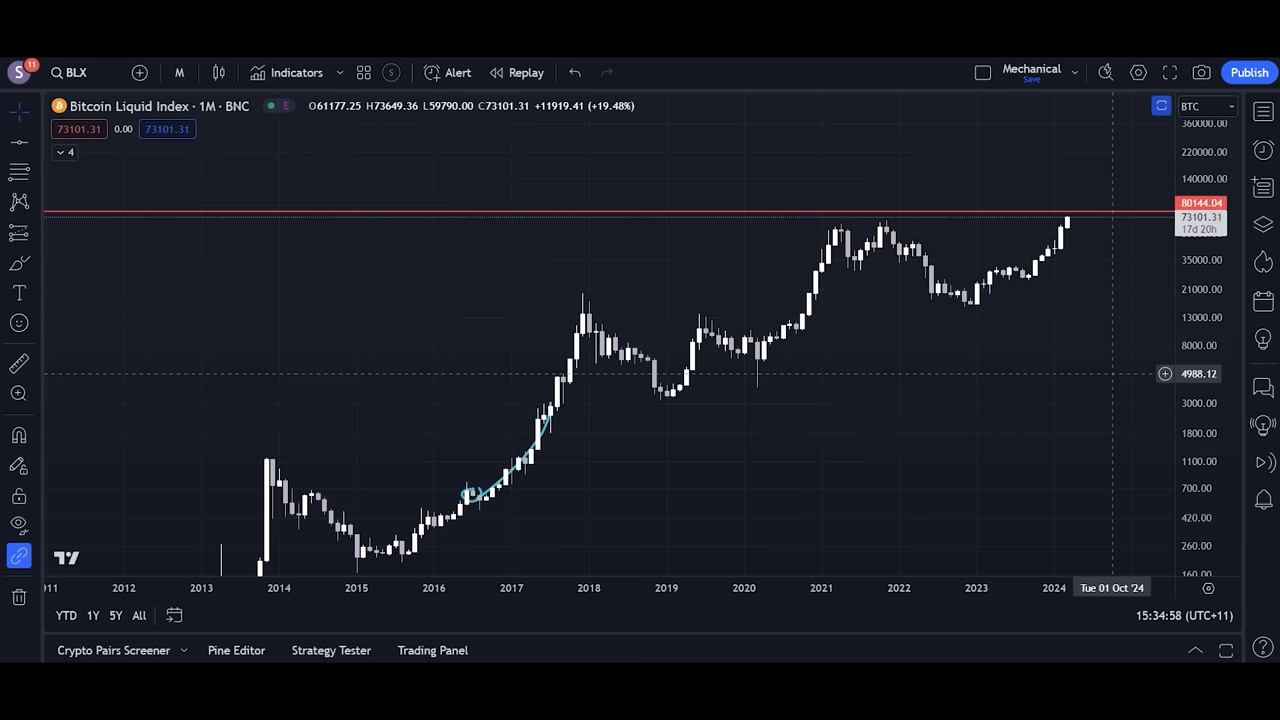 S 11 BLX M Indicators S Alert Replay Mechanical Save Publish
Bitcoin Liquid Index · 1M · BNC E O61177.25 H73649.36 L59790.00 C73101.31 +11919.41 (+19.48%) BTC
73101.31 0.00 73101.31
4
360000.00
220000.00
140000.00
80144.04
73101.31
17d 20h
35000.00
21000.00
13000.00
8000.00
4988.12
3000.00
1800.00
1100.00
700.00
420.00
260.00
160.00
2011 2012 2013 2014 2015 2016 2017 2018 2019 2020 2021 2022 2023 2024 Tue 01 Oct '24
YTD 1Y 5Y All 15:34:58 (UTC+11)
Crypto Pairs Screener Pine Editor Strategy Tester Trading Panel